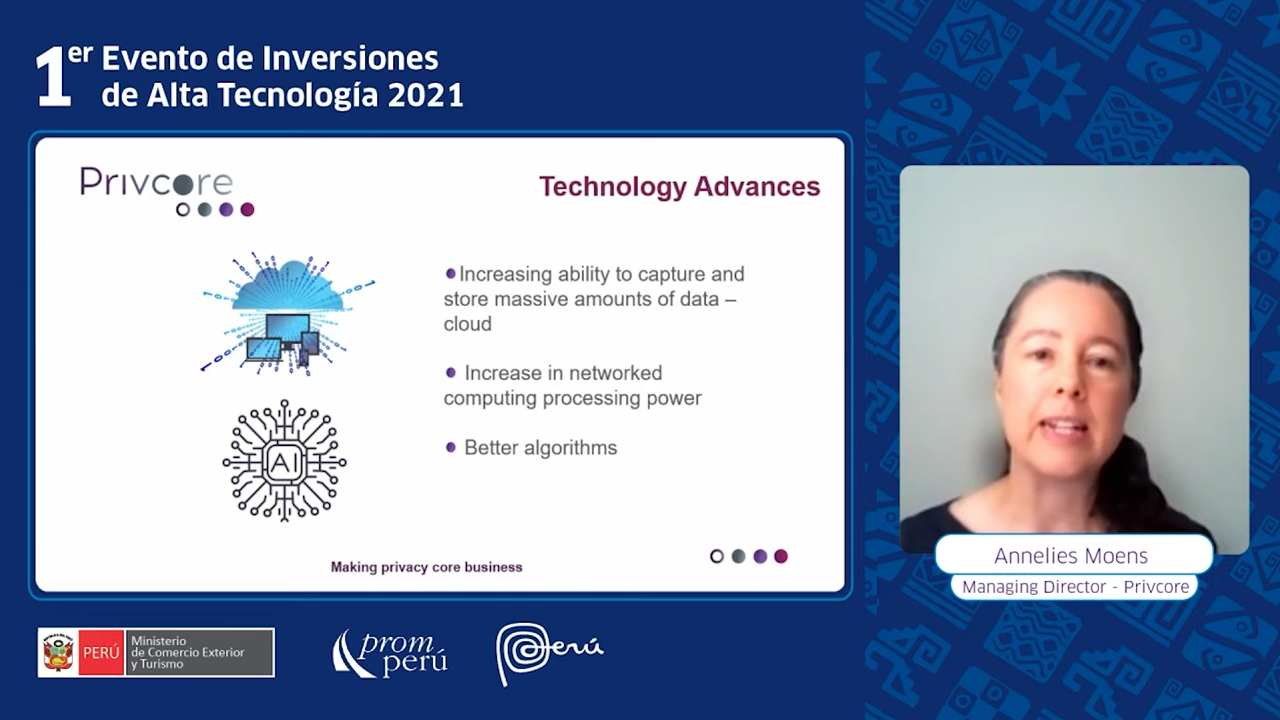 1er Evento de Inversiones
de Alta Tecnología 2021
Privcore
Technology Advances
Increasing ability to capture and
store massive amounts of data –
cloud
Increase in networked
computing processing power
Better algorithms
AI
Making privacy core business
Annelies Moens
Managing Director - Privcore
PERÚ
Ministerio
de Comercio Exterior
y Turismo
prom
perú
Perú